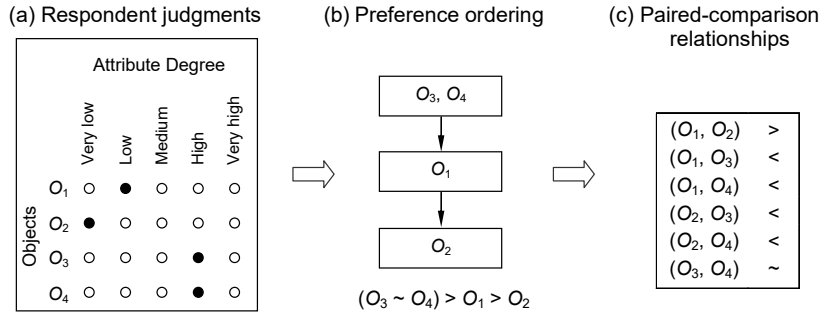 (a) Respondent judgments
Attribute Degree
Very low
Low
Medium
High
Very high
Objects
O1
O2
O3
O4
(b) Preference ordering
O3, O4
O1
O2
(O3 ~ O4) > O1 > O2
(c) Paired-comparison
relationships
(O1, O2) >
(O1, O3) <
(O1, O4) <
(O2, O3) <
(O2, O4) <
(O3, O4) ~